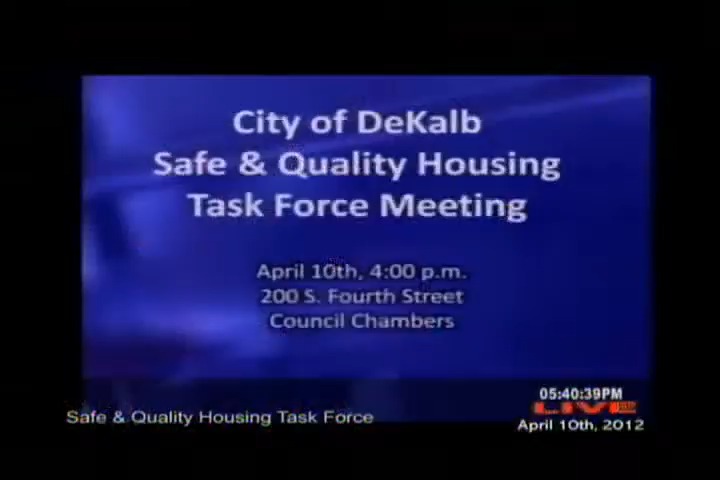 City of DeKalb
Safe & Quality Housing
Task Force Meeting
April 10th, 4:00 p.m.
200 S. Fourth Street
Council Chambers
05:40:39PM
LIVE
Safe & Quality Housing Task Force
April 10th, 2012